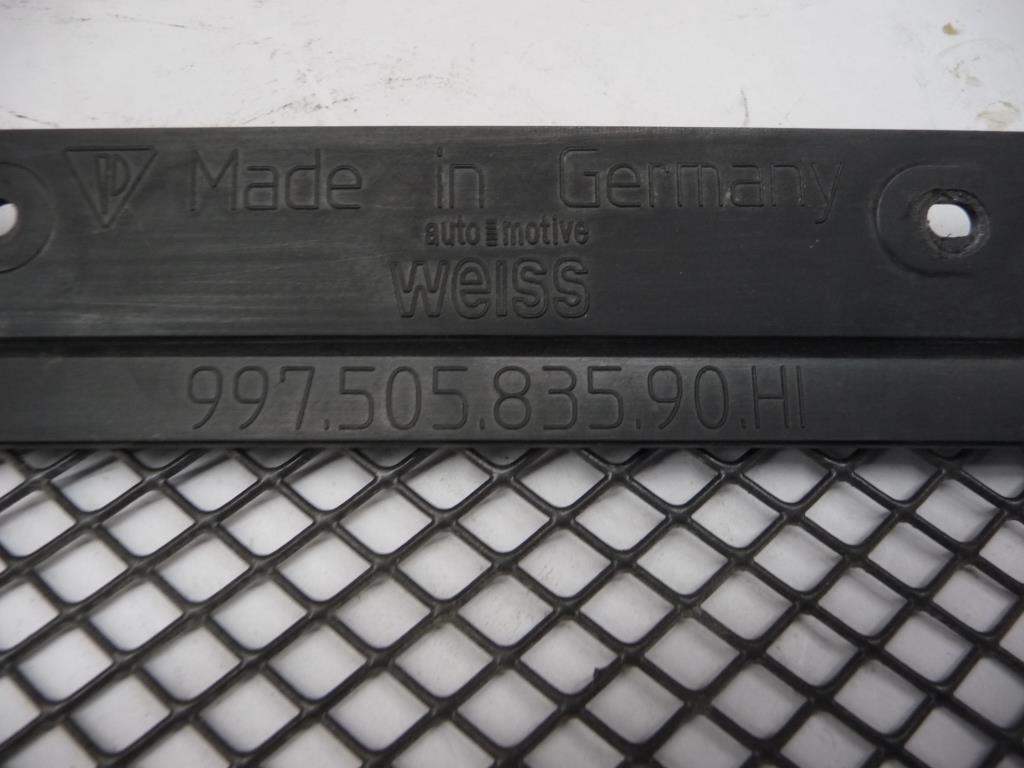 Made in Germany
auto motive
weiss
997.505.835.90.HI